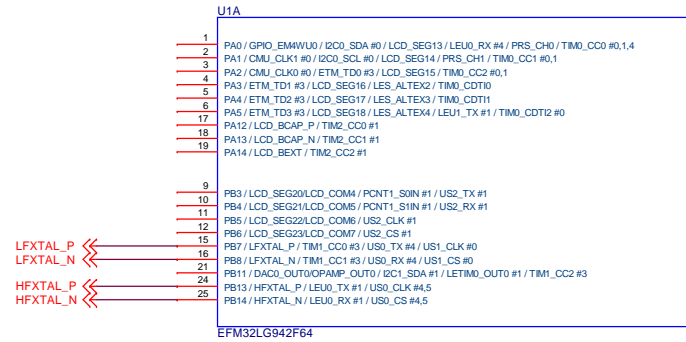 U1A
1 PA0 / GPIO_EM4WU0 / I2C0_SDA #0 / LCD_SEG13 / LEU0_RX #4 / PRS_CH0 / TIM0_CC0 #0,1,4
2 PA1 / CMU_CLK1 #0 / I2C0_SCL #0 / LCD_SEG14 / PRS_CH1 / TIM0_CC1 #0,1
3 PA2 / CMU_CLK0 #0 / ETM_TD0 #3 / LCD_SEG15 / TIM0_CC2 #0,1
4 PA3 / ETM_TD1 #3 / LCD_SEG16 / LES_ALTEX2 / TIM0_CDTI0
5 PA4 / ETM_TD2 #3 / LCD_SEG17 / LES_ALTEX3 / TIM0_CDTI1
6 PA5 / ETM_TD3 #3 / LCD_SEG18 / LES_ALTEX4 / LEU1_TX #1 / TIM0_CDTI2 #0
17 PA12 / LCD_BCAP_P / TIM2_CC0 #1
18 PA13 / LCD_BCAP_N / TIM2_CC1 #1
19 PA14 / LCD_BEXT / TIM2_CC2 #1
9 PB3 / LCD_SEG20/LCD_COM4 / PCNT1_S0IN #1 / US2_TX #1
10 PB4 / LCD_SEG21/LCD_COM5 / PCNT1_S1IN #1 / US2_RX #1
11 PB5 / LCD_SEG22/LCD_COM6 / US2_CLK #1
12 PB6 / LCD_SEG23/LCD_COM7 / US2_CS #1
LFXTAL_P 15 PB7 / LFXTAL_P / TIM1_CC0 #3 / US0_TX #4 / US1_CLK #0
LFXTAL_N 16 PB8 / LFXTAL_N / TIM1_CC1 #3 / US0_RX #4 / US1_CS #0
21 PB11 / DAC0_OUT0/OPAMP_OUT0 / I2C1_SDA #1 / LETIM0_OUT0 #1 / TIM1_CC2 #3
HFXTAL_P 24 PB13 / HFXTAL_P / LEU0_TX #1 / US0_CLK #4,5
HFXTAL_N 25 PB14 / HFXTAL_N / LEU0_RX #1 / US0_CS #4,5
EFM32LG942F64